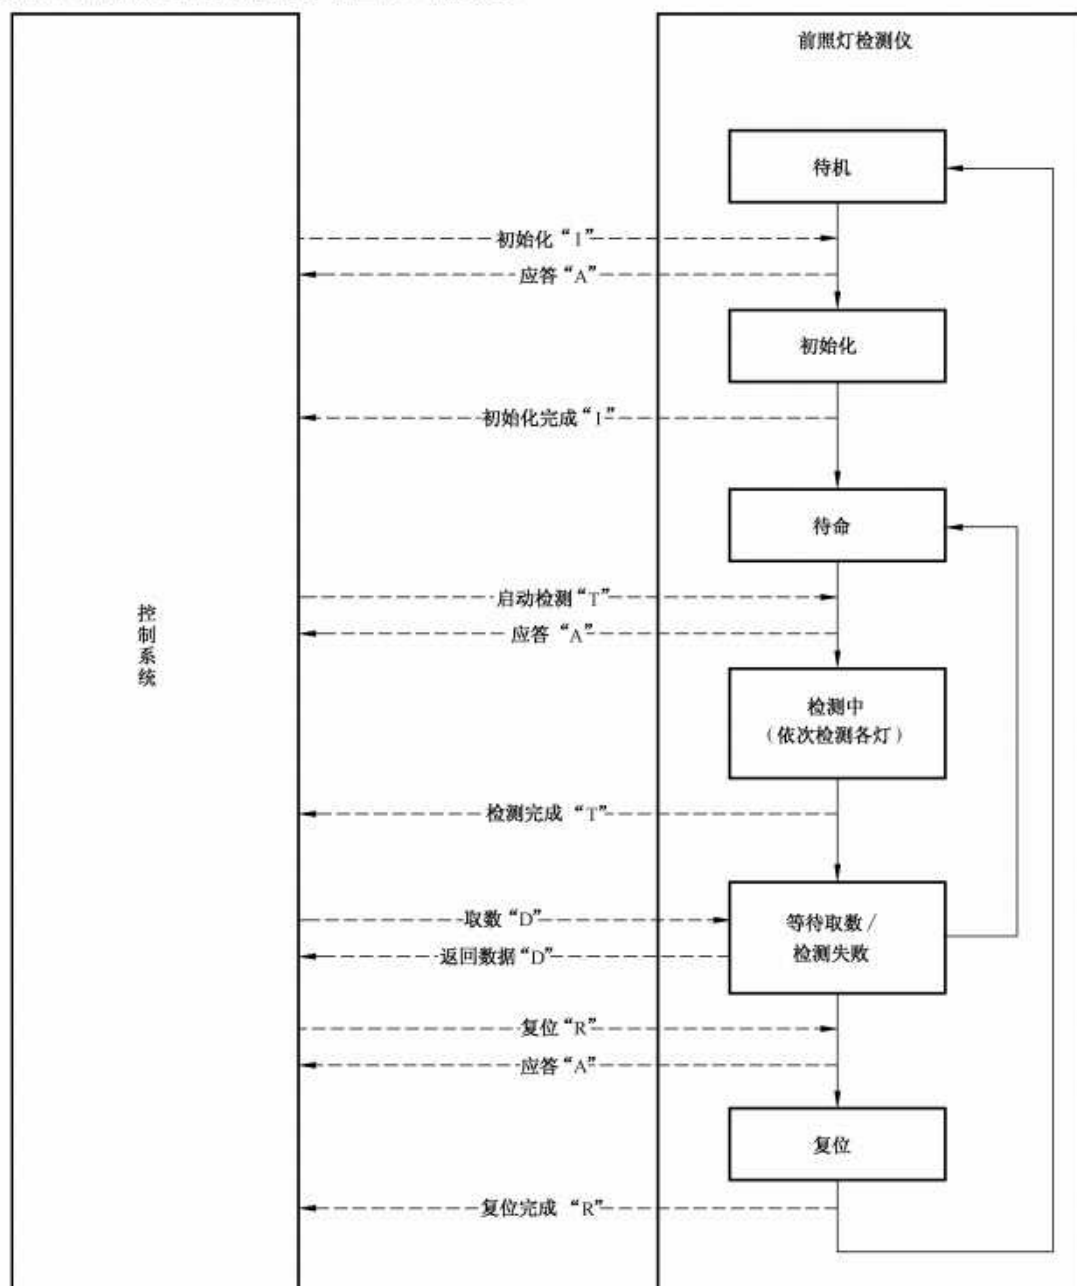 前照灯检测仪
待机
初始化“I”
应答“A”
初始化
初始化完成“I”
待命
启动检测“T”
应答“A”
控制系统
检测中
（依次检测各灯）
检测完成“T”
取数“D”
等待取数/
检测失败
返回数据“D”
复位“R”
应答“A”
复位
复位完成“R”